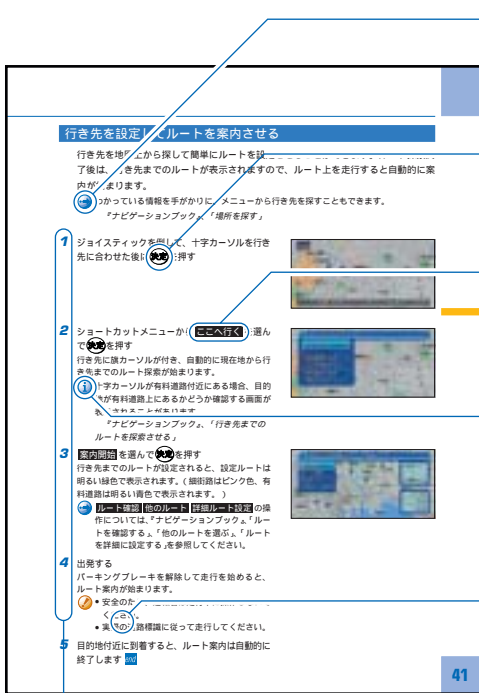 行き先を設定してルートを案内させる
行き先を地図上から探して簡単にルートを設
了後は、行き先までのルートが表示されますので、ルート上を走行すると自動的に案
内が始まります。
わかっている情報を手がかりに、メニューから行き先を探すこともできます。
『ナビゲーションブック』、「場所を探す」
1 ジョイスティックを倒して、十字カーソルを行き
先に合わせた後に 決定 押す
2 ショートカットメニューから ここへ行く 選ん
で 決定 を押す
行き先に旗カーソルが付き、自動的に現在地から行
き先までのルート探索が始まります。
十字カーソルが有料道路付近にある場合、目的
地が有料道路上にあるかどうか確認する画面が
表示されることがあります。
『ナビゲーションブック』、「行き先までの
ルートを探索させる」
3 案内開始 を選んで 決定 を押す
行き先までのルートが設定されると、設定ルートは
明るい緑色で表示されます。(細街路はピンク色、有
料道路は明るい青色で表示されます。)
ルート確認 他のルート 詳細ルート設定 の操
作については、『ナビゲーションブック』、「ルー
トを確認する」、「他のルートを選ぶ」、「ルート
を詳細に設定する」を参照してください。
4 出発する
パーキングブレーキを解除して走行を始めると、
ルート案内が始まります。
● 安全のた
ください。
● 実際の道路標識に従って走行してください。
5 目的地付近に到着すると、ルート案内は自動的に
終了します end
41